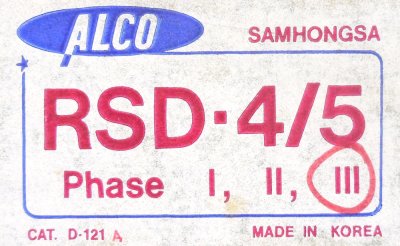 ALCO
SAMHONGSA
RSD·4/5
Phase I, II, III
CAT. D-121 A
MADE IN KOREA